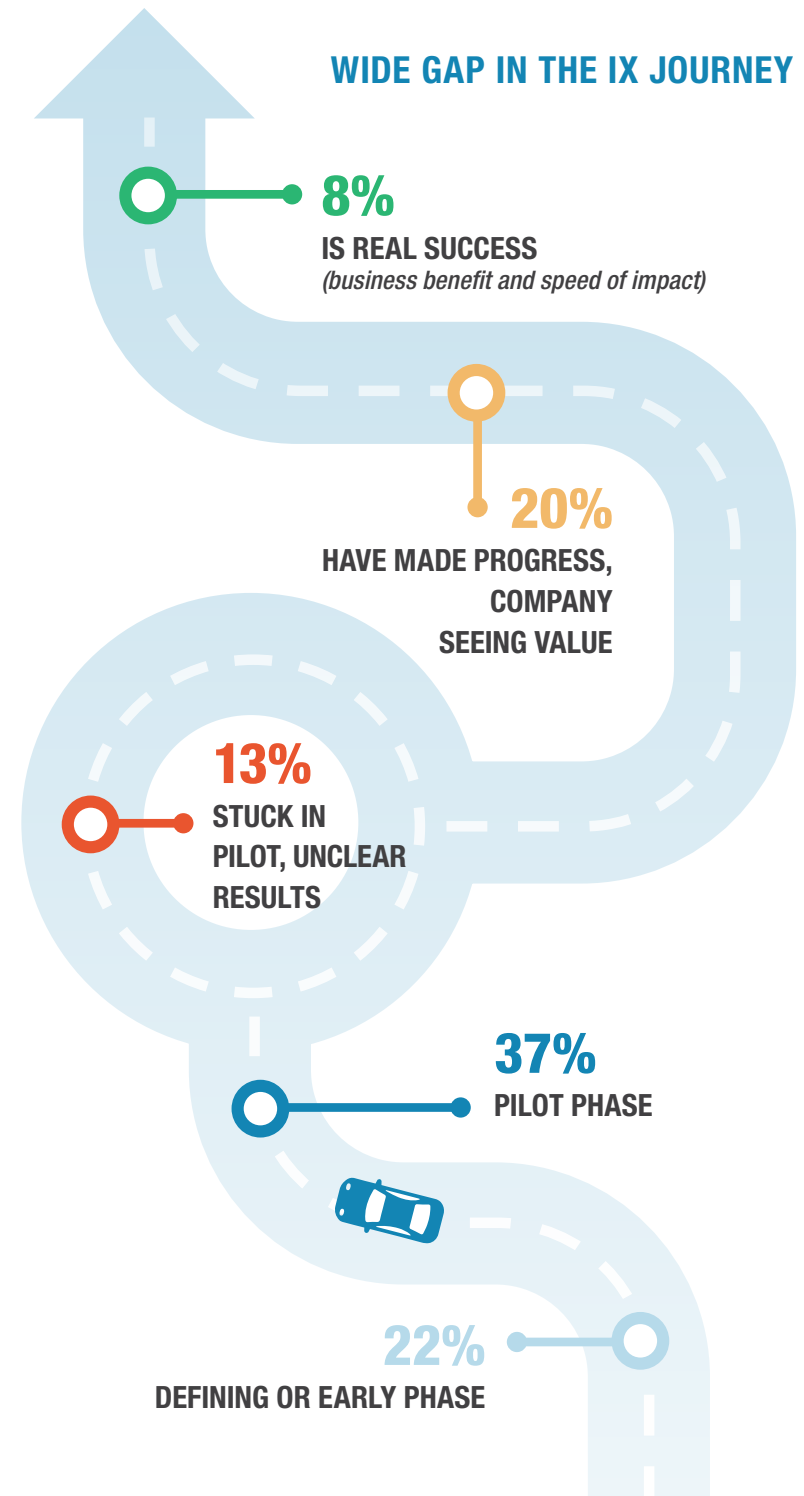 WIDE GAP IN THE IX JOURNEY
8%
IS REAL SUCCESS
(business benefit and speed of impact)
20%
HAVE MADE PROGRESS,
COMPANY
SEEING VALUE
13%
STUCK IN
PILOT, UNCLEAR
RESULTS
37%
PILOT PHASE
22%
DEFINING OR EARLY PHASE